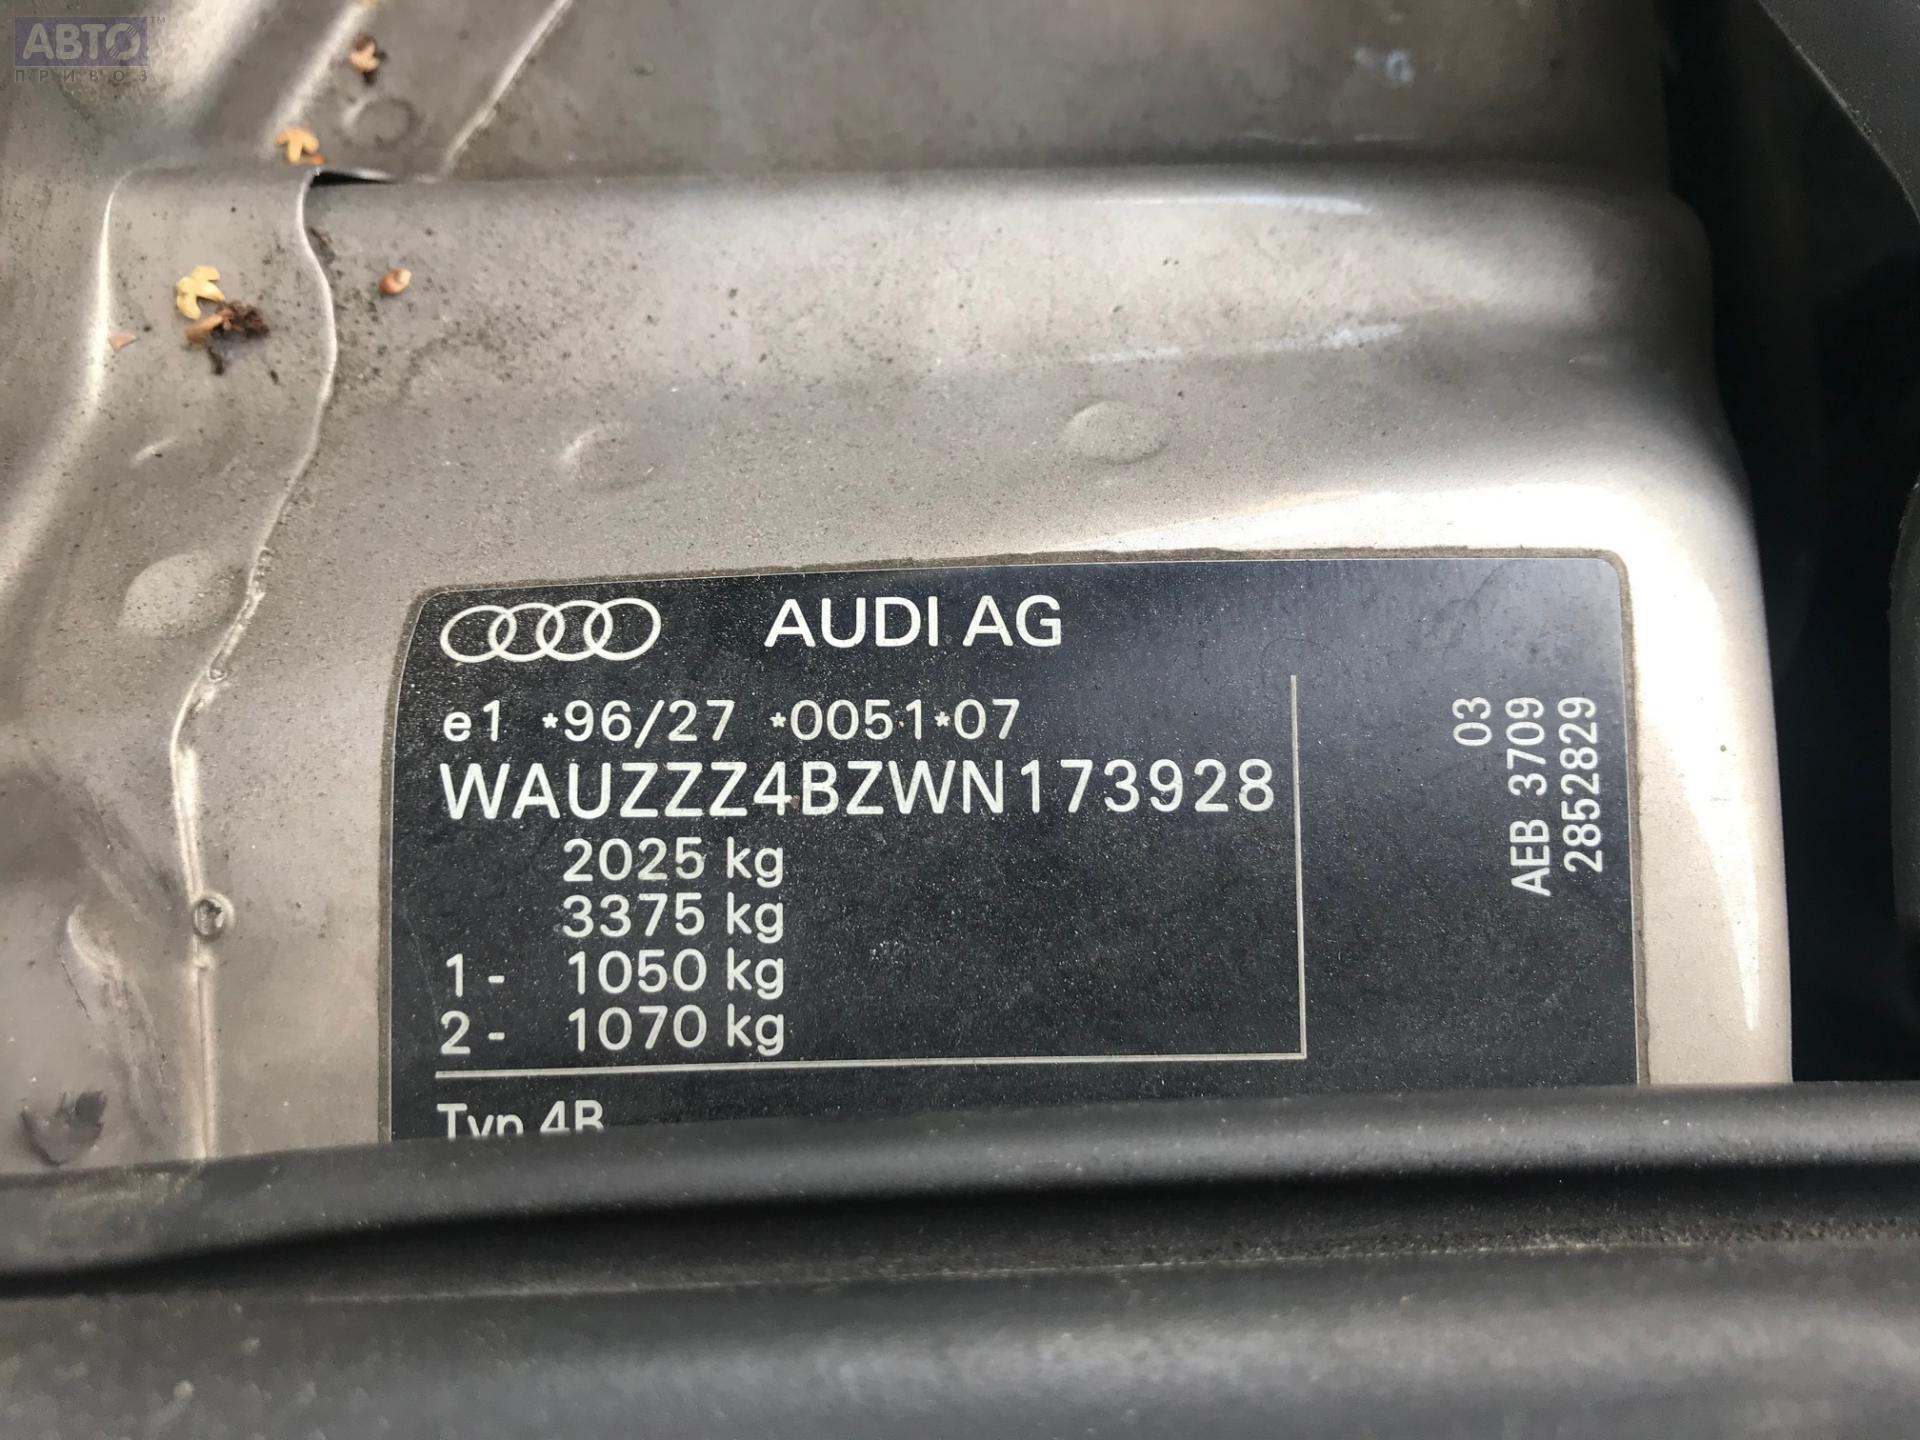 АВТО™
ПРИВОЗ
AUDI AG
e1 *96/27 *0051*07
WAUZZZ4BZWN173928
2025 kg
3375 kg
1- 1050 kg
2- 1070 kg
Typ 4B
03
AEB 3709
2852829